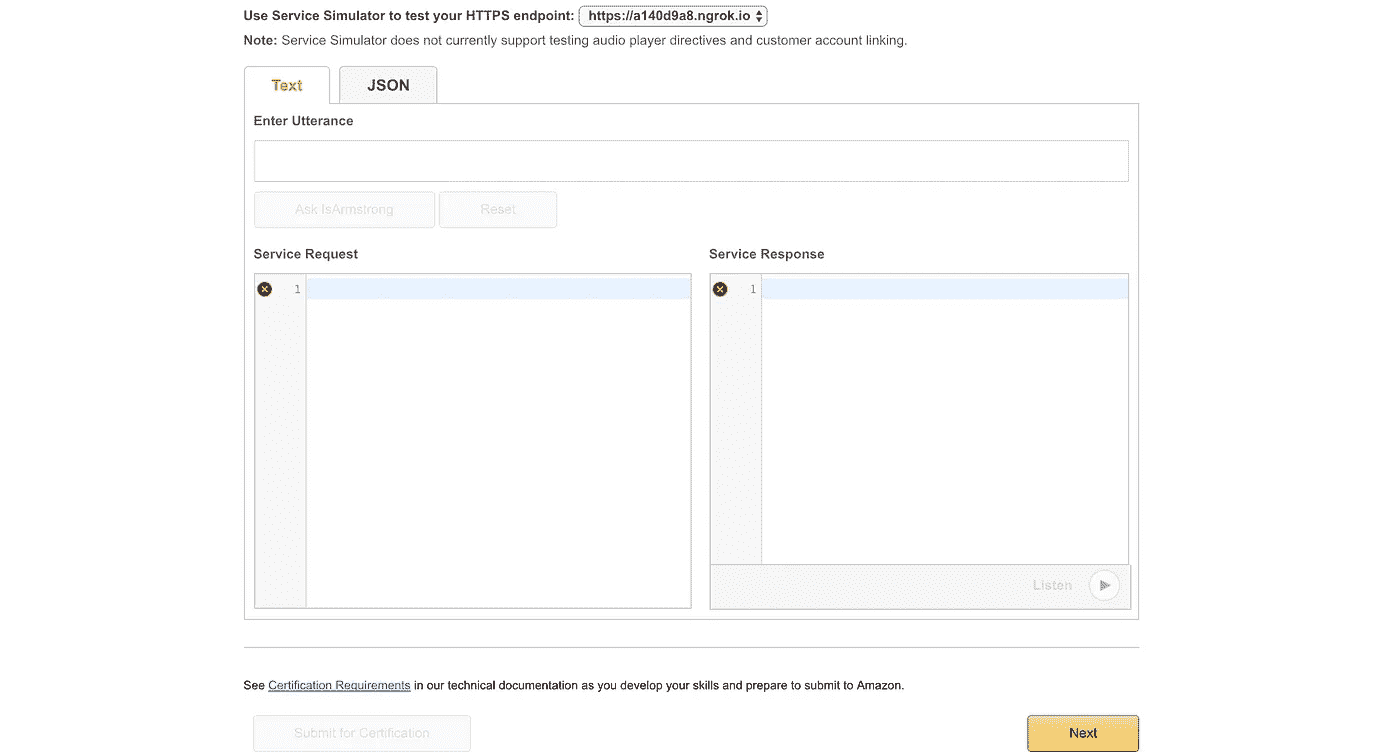 Use Service Simulator to test your HTTPS endpoint: https://a140d9a8.ngrok.io
Note: Service Simulator does not currently support testing audio player directives and customer account linking.
Text JSON
Enter Utterance
Ask IsArmstrong Reset
Service Request Service Response
1 1
Listen
See Certification Requirements in our technical documentation as you develop your skills and prepare to submit to Amazon.
Submit for Certification Next